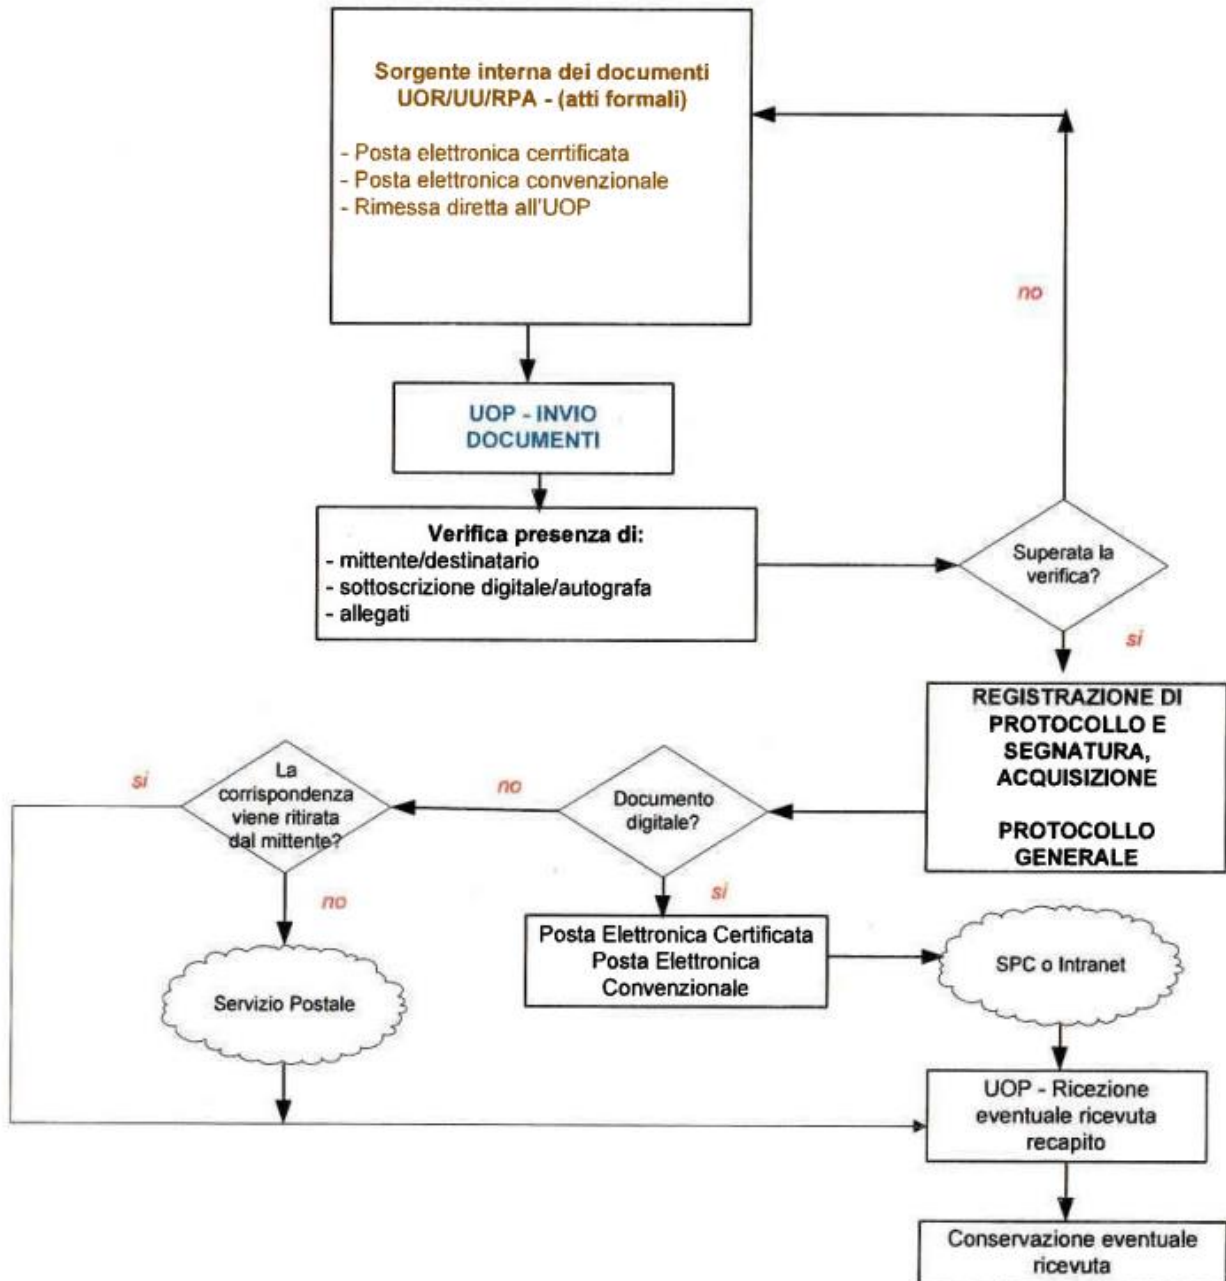 Sorgente interna dei documenti
UOR/UU/RPA - (atti formali)
- Posta elettronica cerrtificata
- Posta elettronica convenzionale
- Rimessa diretta all'UOP
no
UOP - INVIO
DOCUMENTI
Verifica presenza di:
- mittente/destinatario
- sottoscrizione digitale/autografa
- allegati
Superata la
verifica?
si
REGISTRAZIONE DI
PROTOCOLLO E
SEGNATURA,
ACQUISIZIONE
PROTOCOLLO
GENERALE
Documento
digitale?
no
si
La
corrispondenza
viene ritirata
dal mittente?
si
no
Posta Elettronica Certificata
Posta Elettronica
Convenzionale
SPC o Intranet
Servizio Postale
UOP - Ricezione
eventuale ricevuta
recapito
Conservazione eventuale
ricevuta